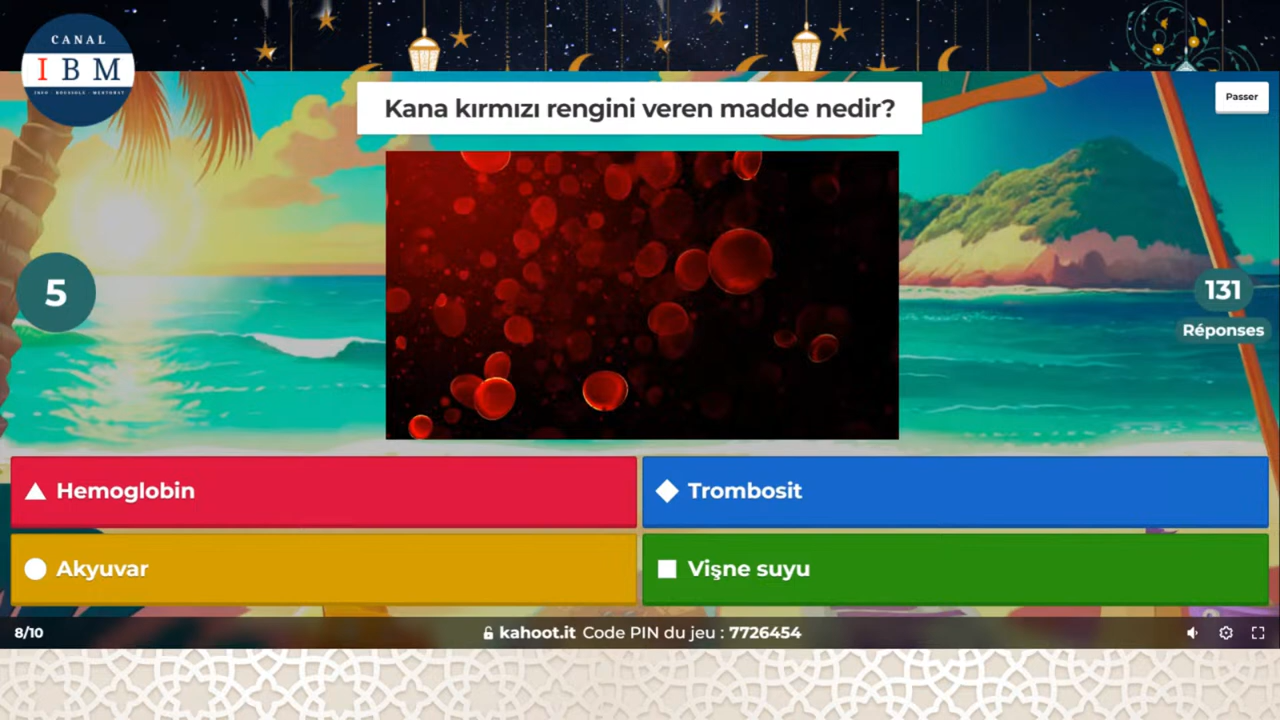 CANAL
IBM
Kana kırmızı rengini veren madde nedir?
Passer
5
131
Réponses
Hemoglobin
Trombosit
Akyuvar
Vişne suyu
8/10
kahoot.it Code PIN du jeu : 7726454